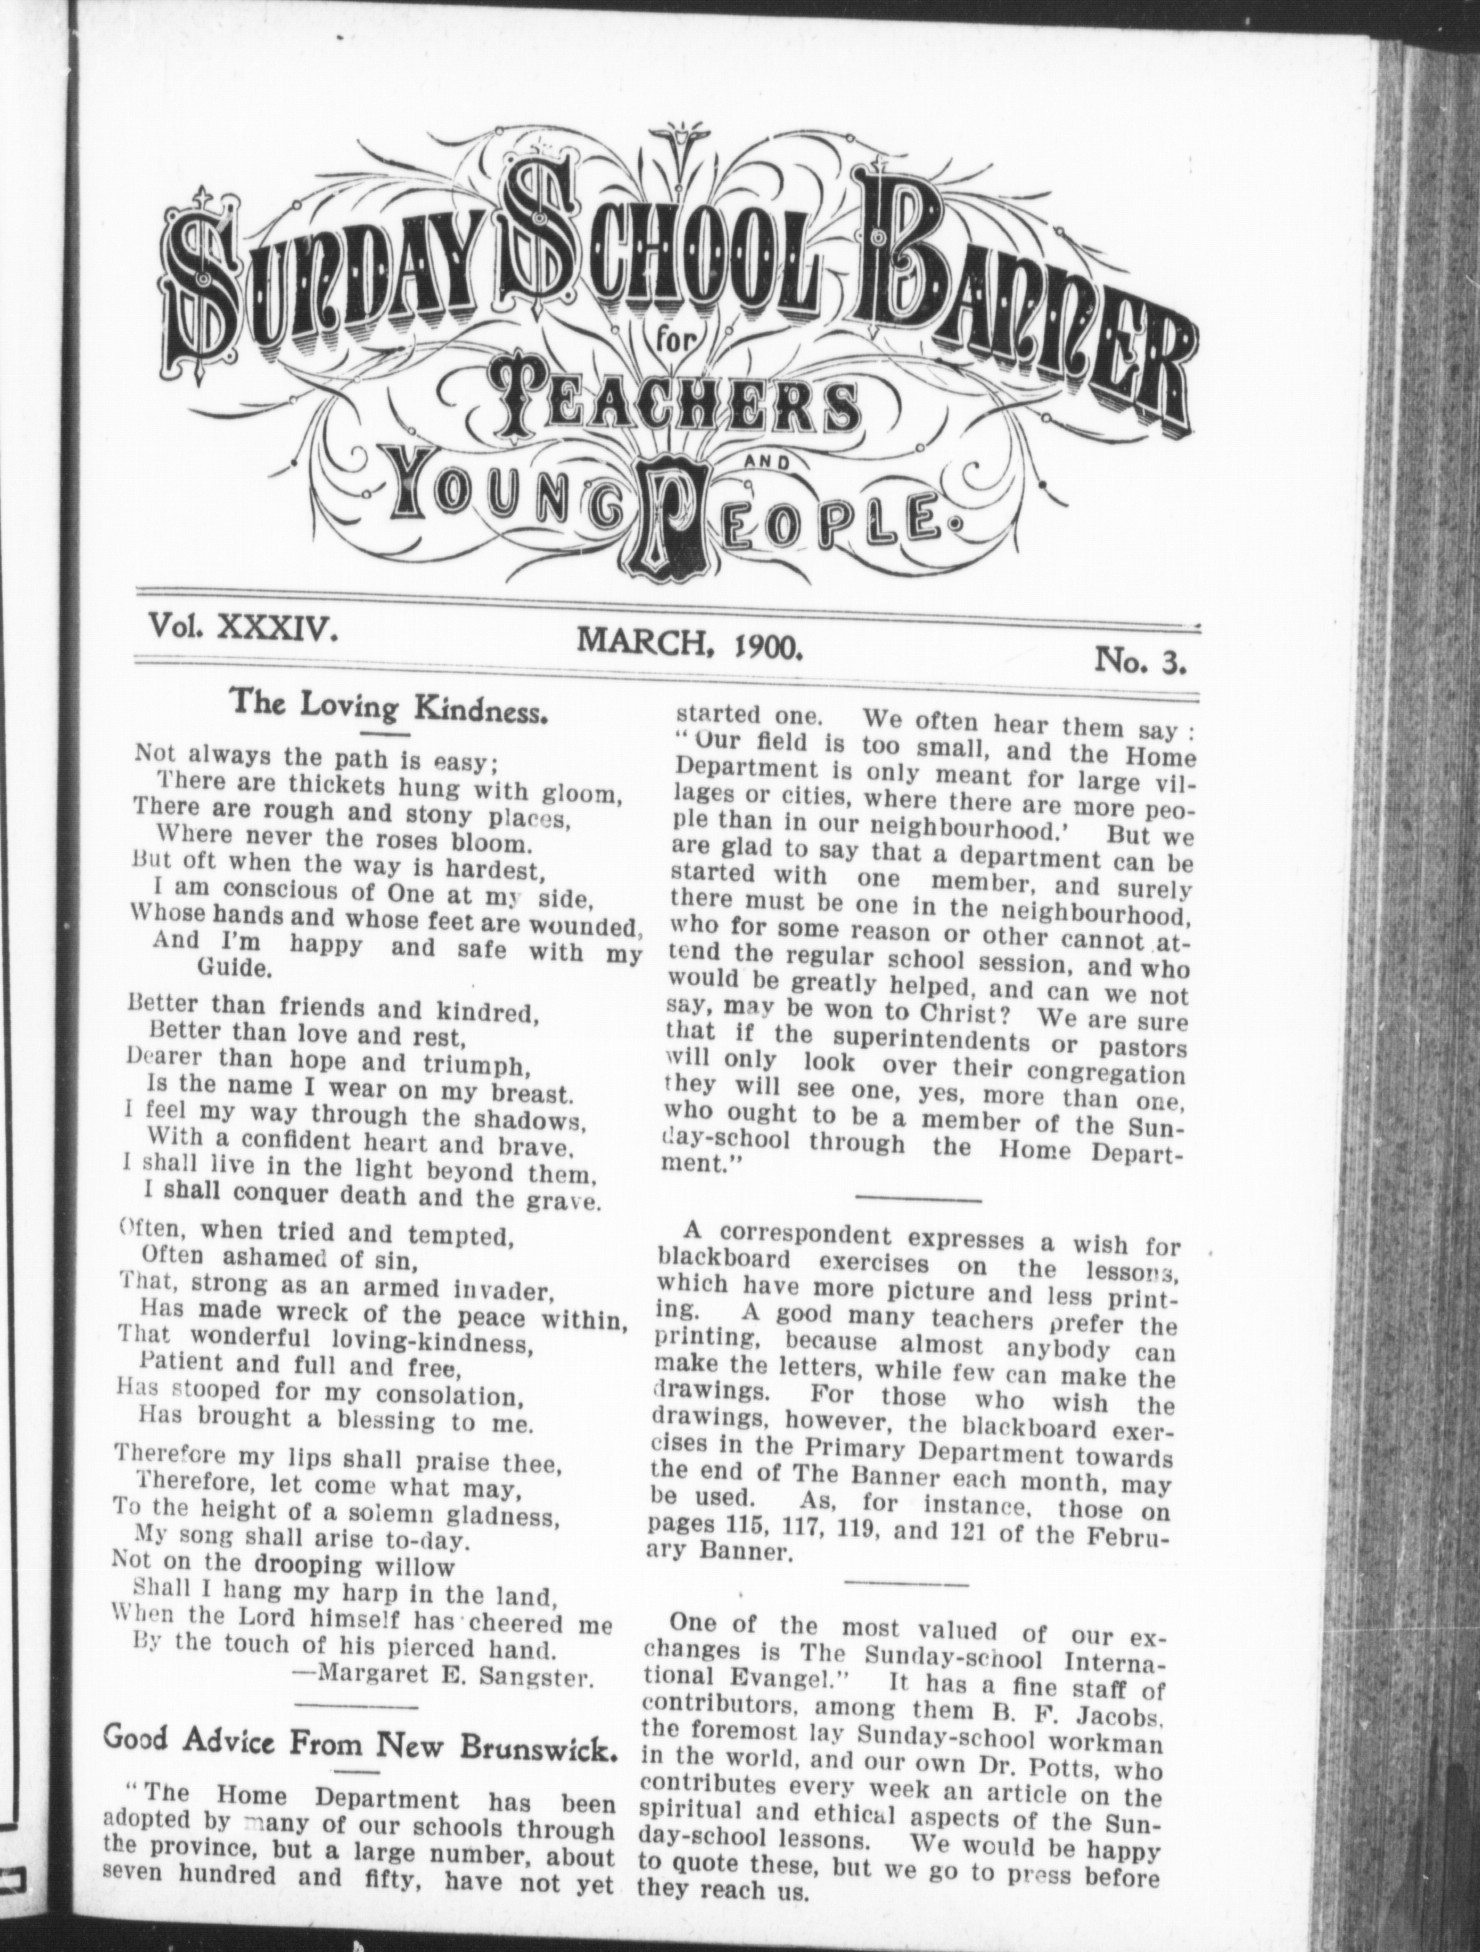 SUNDAY SCHOOL BANNER
for
TEACHERS
AND
YOUNG PEOPLE.
Vol. XXXIV.
MARCH, 1900.
No. 3.
The Loving Kindness.
Not always the path is easy;
There are thickets hung with gloom,
There are rough and stony places,
Where never the roses bloom.
But oft when the way is hardest,
I am conscious of One at my side,
Whose hands and whose feet are wounded,
And I'm happy and safe with my
Guide.
Better than friends and kindred,
Better than love and rest,
Dearer than hope and triumph,
Is the name I wear on my breast.
I feel my way through the shadows,
With a confident heart and brave,
I shall live in the light beyond them,
I shall conquer death and the grave.
Often, when tried and tempted,
Often ashamed of sin,
That, strong as an armed invader,
Has made wreck of the peace within,
That wonderful loving-kindness,
Patient and full and free,
Has stooped for my consolation,
Has brought a blessing to me.
Therefore my lips shall praise thee,
Therefore, let come what may,
To the height of a solemn gladness,
My song shall arise to-day.
Not on the drooping willow
Shall I hang my harp in the land,
When the Lord himself has cheered me
By the touch of his pierced hand.
—Margaret E. Sangster.
Good Advice From New Brunswick.
"The Home Department has been
adopted by many of our schools through
the province, but a large number, about
seven hundred and fifty, have not yet
started one. We often hear them say :
"Our field is too small, and the Home
Department is only meant for large vil-
lages or cities, where there are more peo-
ple than in our neighbourhood.' But we
are glad to say that a department can be
started with one member, and surely
there must be one in the neighbourhood,
who for some reason or other cannot at-
tend the regular school session, and who
would be greatly helped, and can we not
say, may be won to Christ? We are sure
that if the superintendents or pastors
will only look over their congregation
they will see one, yes, more than one,
who ought to be a member of the Sun-
day-school through the Home Depart-
ment."
A correspondent expresses a wish for
blackboard exercises on the lessons,
which have more picture and less print-
ing. A good many teachers prefer the
printing, because almost anybody can
make the letters, while few can make the
drawings. For those who wish the
drawings, however, the blackboard exer-
cises in the Primary Department towards
the end of The Banner each month, may
be used. As, for instance, those on
pages 115, 117, 119, and 121 of the Febru-
ary Banner.
One of the most valued of our ex-
changes is The Sunday-school Interna-
tional Evangel." It has a fine staff of
contributors, among them B. F. Jacobs,
the foremost lay Sunday-school workman
in the world, and our own Dr. Potts, who
contributes every week an article on the
spiritual and ethical aspects of the Sun-
day-school lessons. We would be happy
to quote these, but we go to press before
they reach us.